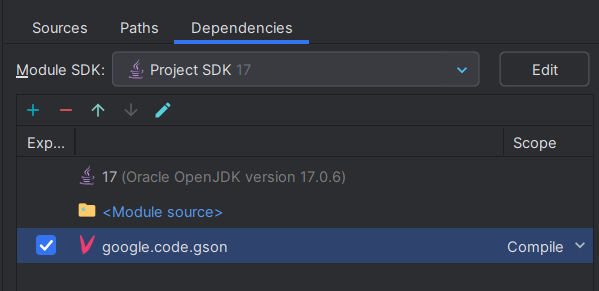 Sources Paths Dependencies
Module SDK: Project SDK 17 Edit
Exp... Scope
17 (Oracle OpenJDK version 17.0.6)
<Module source>
google.code.gson Compile